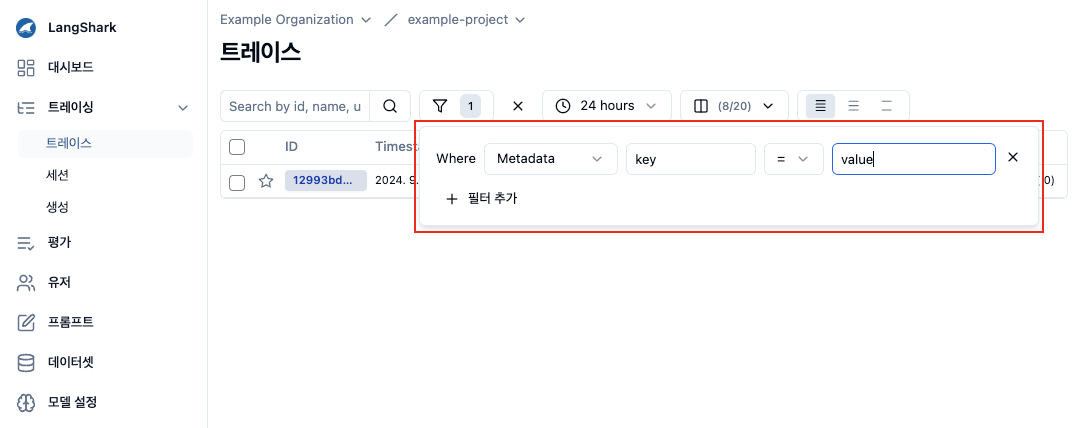 LangShark
대시보드
트레이싱
트레이스
세션
생성
평가
유저
프롬프트
데이터셋
모델 설정
Example Organization / example-project
트레이스
Search by id, name, u 1 24 hours (8/20)
ID Timesta
12993bd... 2024. 9. 0)
Where Metadata key = value
+ 필터 추가